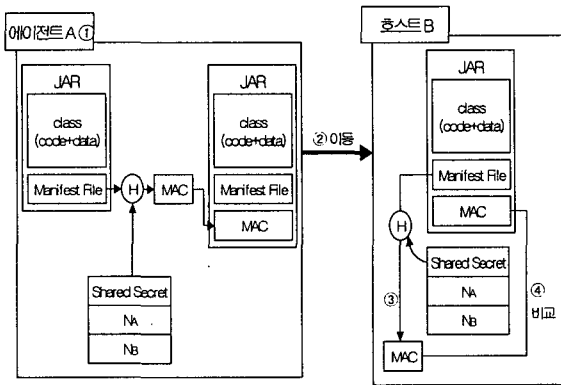 에이전트A ①
JAR
class
(code+data)
Manifest File
H
MAC
JAR
class
(code+data)
Manifest File
MAC
Shared Secret
NA
NB
② 이동
호스트B
JAR
class
(code+data)
Manifest File
MAC
H
Shared Secret
NA
NB
③
④
비교
MAC